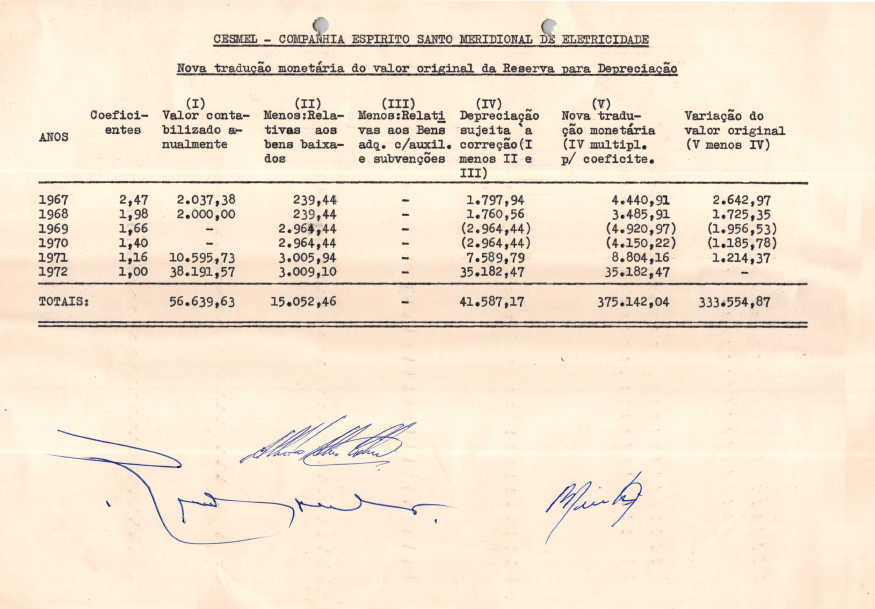 CESMEL - COMPANHIA ESPIRITO SANTO MERIDIONAL DE ELETRICIDADE
Nova tradução monetária do valor original da Reserva para Depreciação
(I) (II) (III) (IV) (V)
Coefici- Valor conta- Menos:Rela- Menos:Relati Depreciação Nova tradu- Variação do
entes bilizado a- tivas aos vas aos Bens sujeita a ção monetária valor original
ANOS nualmente bens baixa- adq. c/auxil. correção(I (IV multipl. (V menos IV)
dos e subvenções menos II e p/ coeficite.
III)
1967 2,47 2.037,38 239,44 - 1.797,94 4.440,91 2.642,97
1968 1,98 2.000,00 239,44 - 1.760,56 3.485,91 1.725,35
1969 1,66 - 2.964,44 - (2.964,44) (4.920,97) (1.956,53)
1970 1,40 - 2.964,44 - (2.964,44) (4.150,22) (1.185,78)
1971 1,16 10.595,73 3.005,94 - 7.589,79 8.804,16 1.214,37
1972 1,00 38.191,57 3.009,10 35.182,47 35.182,47 -
TOTAIS: 56.639,63 15.052,46 - 41.587,17 375.142,04 333.554,87